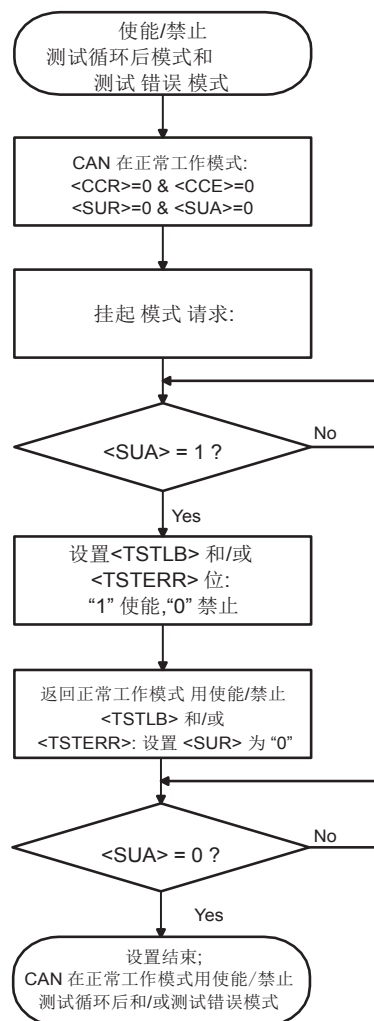 使能/禁止
测试循环后模式和
测试 错误 模式
CAN 在正常工作模式:
<CCR>=0 & <CCE>=0
<SUR>=0 & <SUA>=0
挂起 模式 请求:
<SUA> = 1 ?
No
Yes
设置<TSTLB> 和/或
<TSTERR> 位:
“1” 使能,“0” 禁止
返回正常工作模式 用使能/禁止
<TSTLB> 和/或
<TSTERR>: 设置 <SUR> 为 “0”
<SUA> = 0 ?
No
Yes
设置结束;
CAN 在正常工作模式用使能/禁止
测试循环后和/或测试错误模式